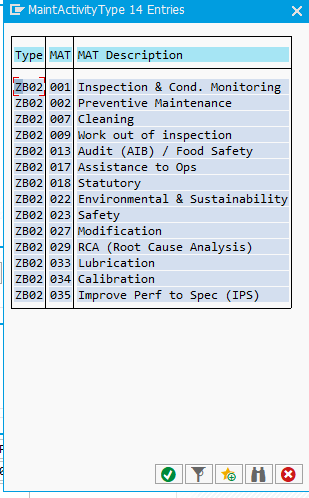 MaintActivityType 14 Entries
Type MAT MAT Description
ZB02 001 Inspection & Cond. Monitoring
ZB02 002 Preventive Maintenance
ZB02 007 Cleaning
ZB02 009 Work out of inspection
ZB02 013 Audit (AIB) / Food Safety
ZB02 017 Assistance to Ops
ZB02 018 Statutory
ZB02 022 Environmental & Sustainability
ZB02 023 Safety
ZB02 027 Modification
ZB02 029 RCA (Root Cause Analysis)
ZB02 033 Lubrication
ZB02 034 Calibration
ZB02 035 Improve Perf to Spec (IPS)